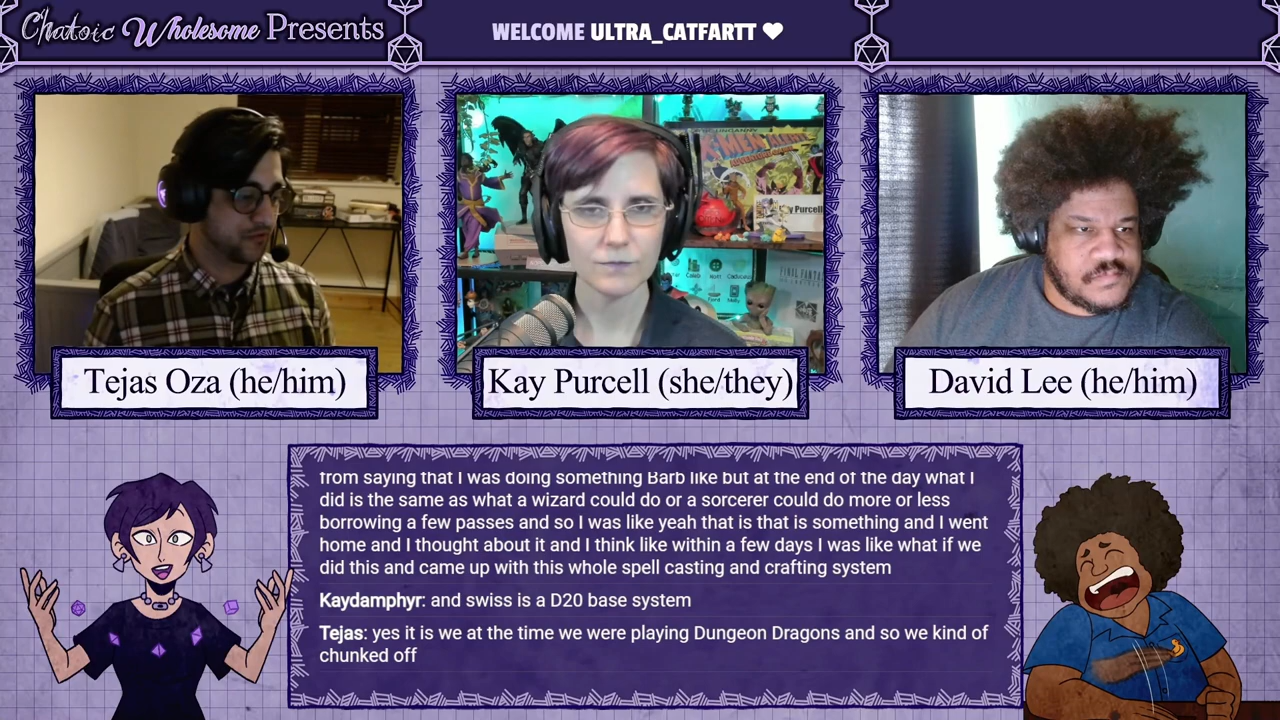 Chatoic Wholesome Presents
WELCOME ULTRA_CATFARTT
X-MEN
y Purcell
FINAL FANTASY
Tejas Oza (he/him)
Kay Purcell (she/they)
David Lee (he/him)
from saying that I was doing something Barb like but at the end of the day what I
did is the same as what a wizard could do or a sorcerer could do more or less
borrowing a few passes and so I was like yeah that is that is something and I went
home and I thought about it and I think like within a few days I was like what if we
did this and came up with this whole spell casting and crafting system
Kaydamphyr: and swiss is a D20 base system
Tejas: yes it is we at the time we were playing Dungeon Dragons and so we kind of
chunked off